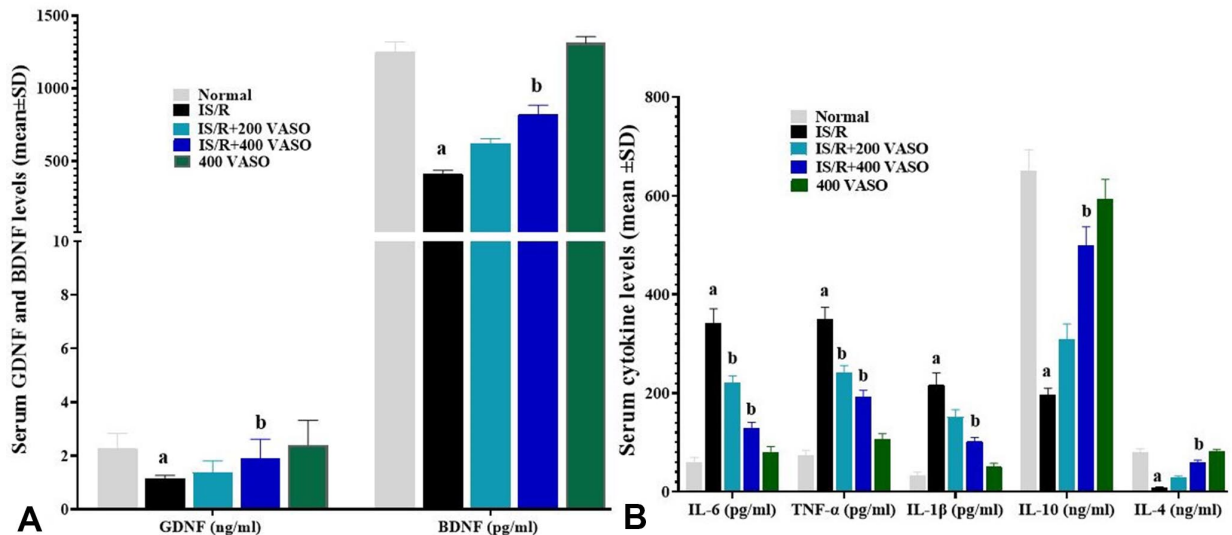 Serum GDNF and BDNF levels (mean±SD)
1500
1000
500
10
8
6
4
2
0
Normal
IS/R
IS/R+200 VASO
IS/R+400 VASO
400 VASO
a
b
a
b
GDNF (ng/ml)
BDNF (pg/ml)
A
Serum cytokine levels (mean ±SD)
800
600
400
200
0
Normal
IS/R
IS/R+200 VASO
IS/R+400 VASO
400 VASO
a
b
b
a
b
b
a
b
a
b
a
b
IL-6 (pg/ml)
TNF-α (pg/ml)
IL-1β (pg/ml)
IL-10 (ng/ml)
IL-4 (ng/ml)
B